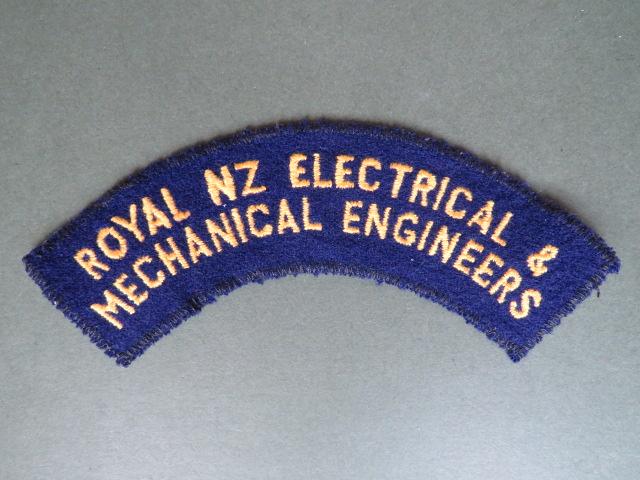 ROYAL NZ ELECTRICAL &
MECHANICAL ENGINEERS